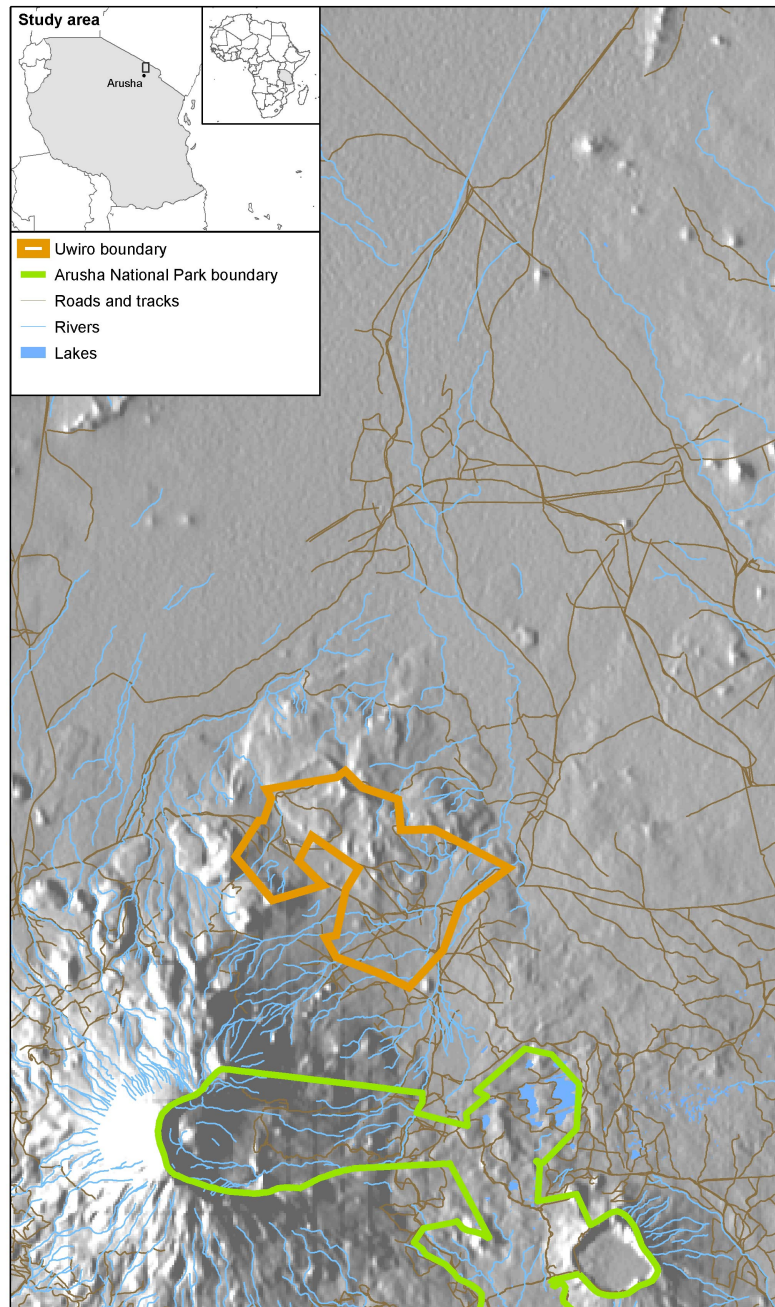 Study area
Arusha
Uwiro boundary
Arusha National Park boundary
Roads and tracks
Rivers
Lakes